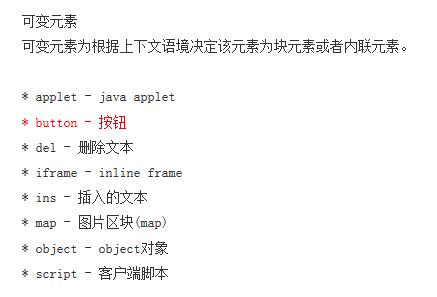 可变元素
可变元素为根据上下文语境决定该元素为块元素或者内联元素。
* applet - java applet
* button - 按钮
* del - 删除文本
* iframe - inline frame
* ins - 插入的文本
* map - 图片区块(map)
* object - object对象
* script - 客户端脚本